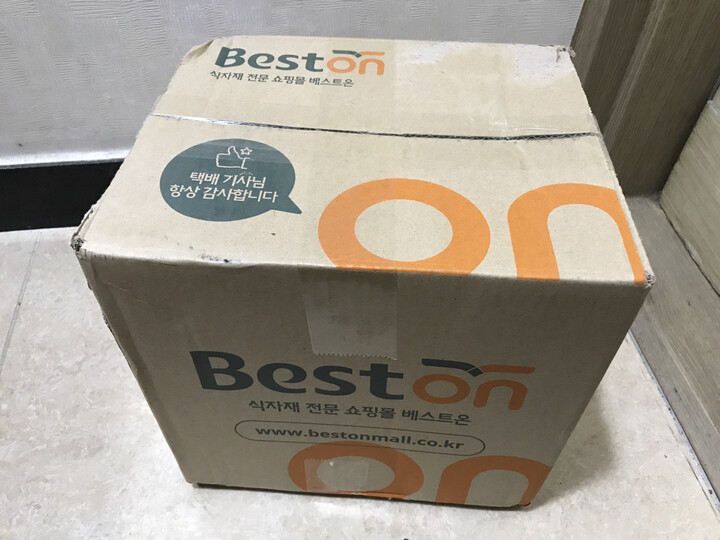 Beston
식자재 전문 쇼핑몰 베스트온
택배 기사님
항상 감사합니다
on
Beston
식자재 전문 쇼핑몰 베스트온
www.bestonmall.co.kr
on